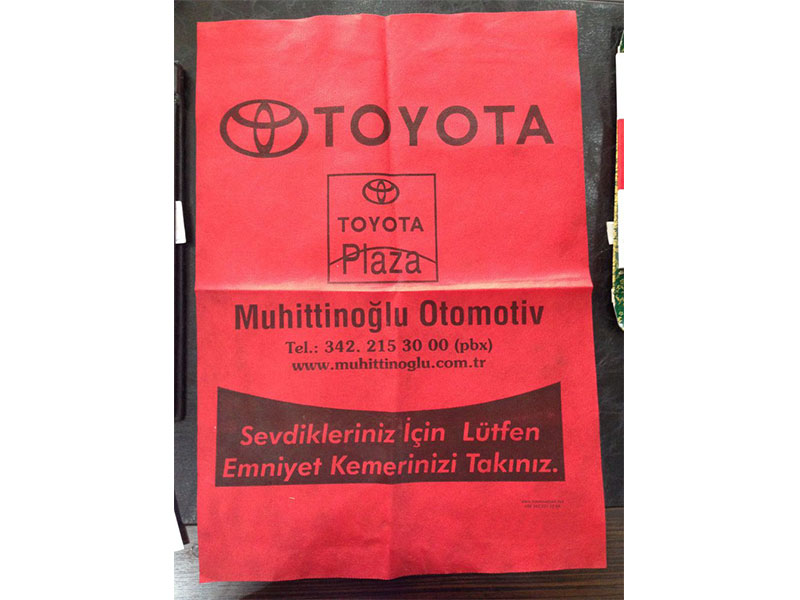 TOYOTA
TOYOTA
Plaza
Muhittinoğlu Otomotiv
Tel.: 342. 215 30 00 (pbx)
www.muhittinoglu.com.tr
Sevdikleriniz İçin Lütfen
Emniyet Kemerinizi Takınız.